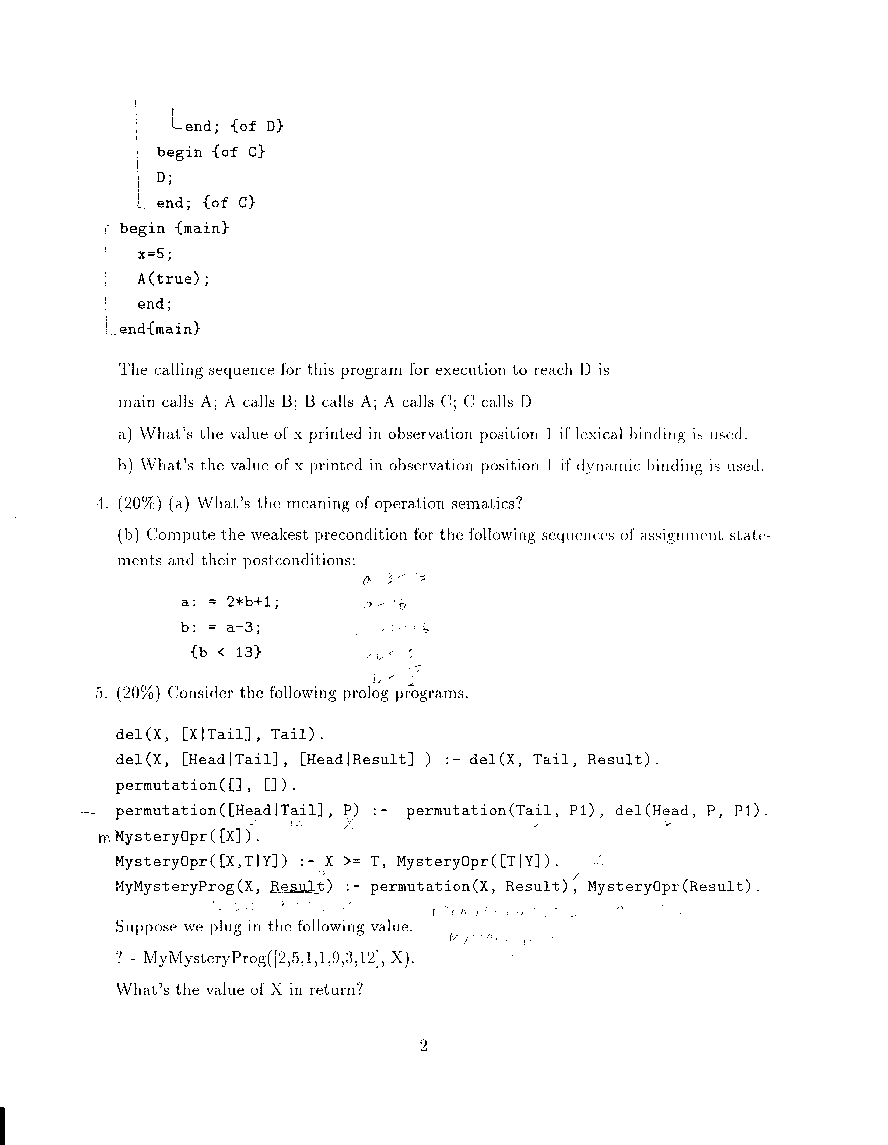 end; {of D}
begin {of C}
D;
end; {of C}
begin {main}
x=5;
A(true);
end;
end{main}
The calling sequence for this program for execution to reach D is
main calls A; A calls B; B calls A; A calls C; C calls D
a) What's the value of x printed in observation position 1 if lexical binding is used.
b) What's the value of x printed in observation position 1 if dynamic binding is used.
4. (20%) (a) What's the meaning of operation sematics?
(b) Compute the weakest precondition for the following sequences of assignment state-
ments and their postconditions:
a: = 2*b+1;
b: = a-3;
{b < 13}
5. (20%) Consider the following prolog programs.
del(X, [X|Tail], Tail).
del(X, [Head|Tail], [Head|Result] ) :- del(X, Tail, Result).
permutation([], []).
permutation([Head|Tail], P) :- permutation(Tail, P1), del(Head, P, P1).
m MysteryOpr([X]).
MysteryOpr([X,T|Y]) :- X >= T, MysteryOpr([T|Y]).
MyMysteryProg(X, Result) :- permutation(X, Result), MysteryOpr(Result).
Suppose we plug in the following value.
? - MyMysteryProg([2,5,1,1,9,3,12], X).
What's the value of X in return?
2